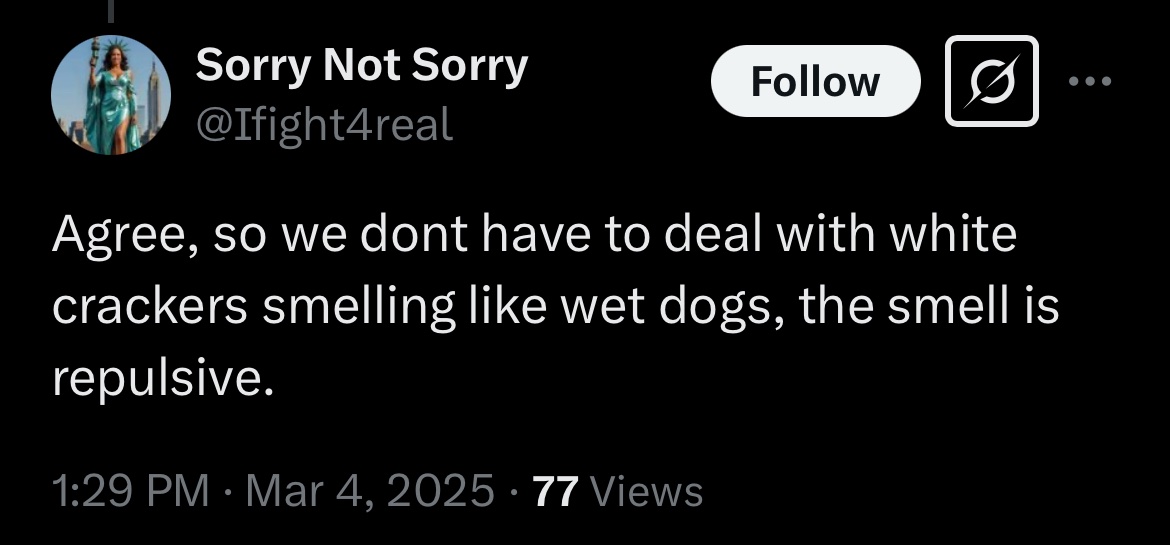 Sorry Not Sorry
Follow
@Ifight4real
Agree, so we dont have to deal with white
crackers smelling like wet dogs, the smell is
repulsive.
1:29 PM · Mar 4, 2025 · 77 Views